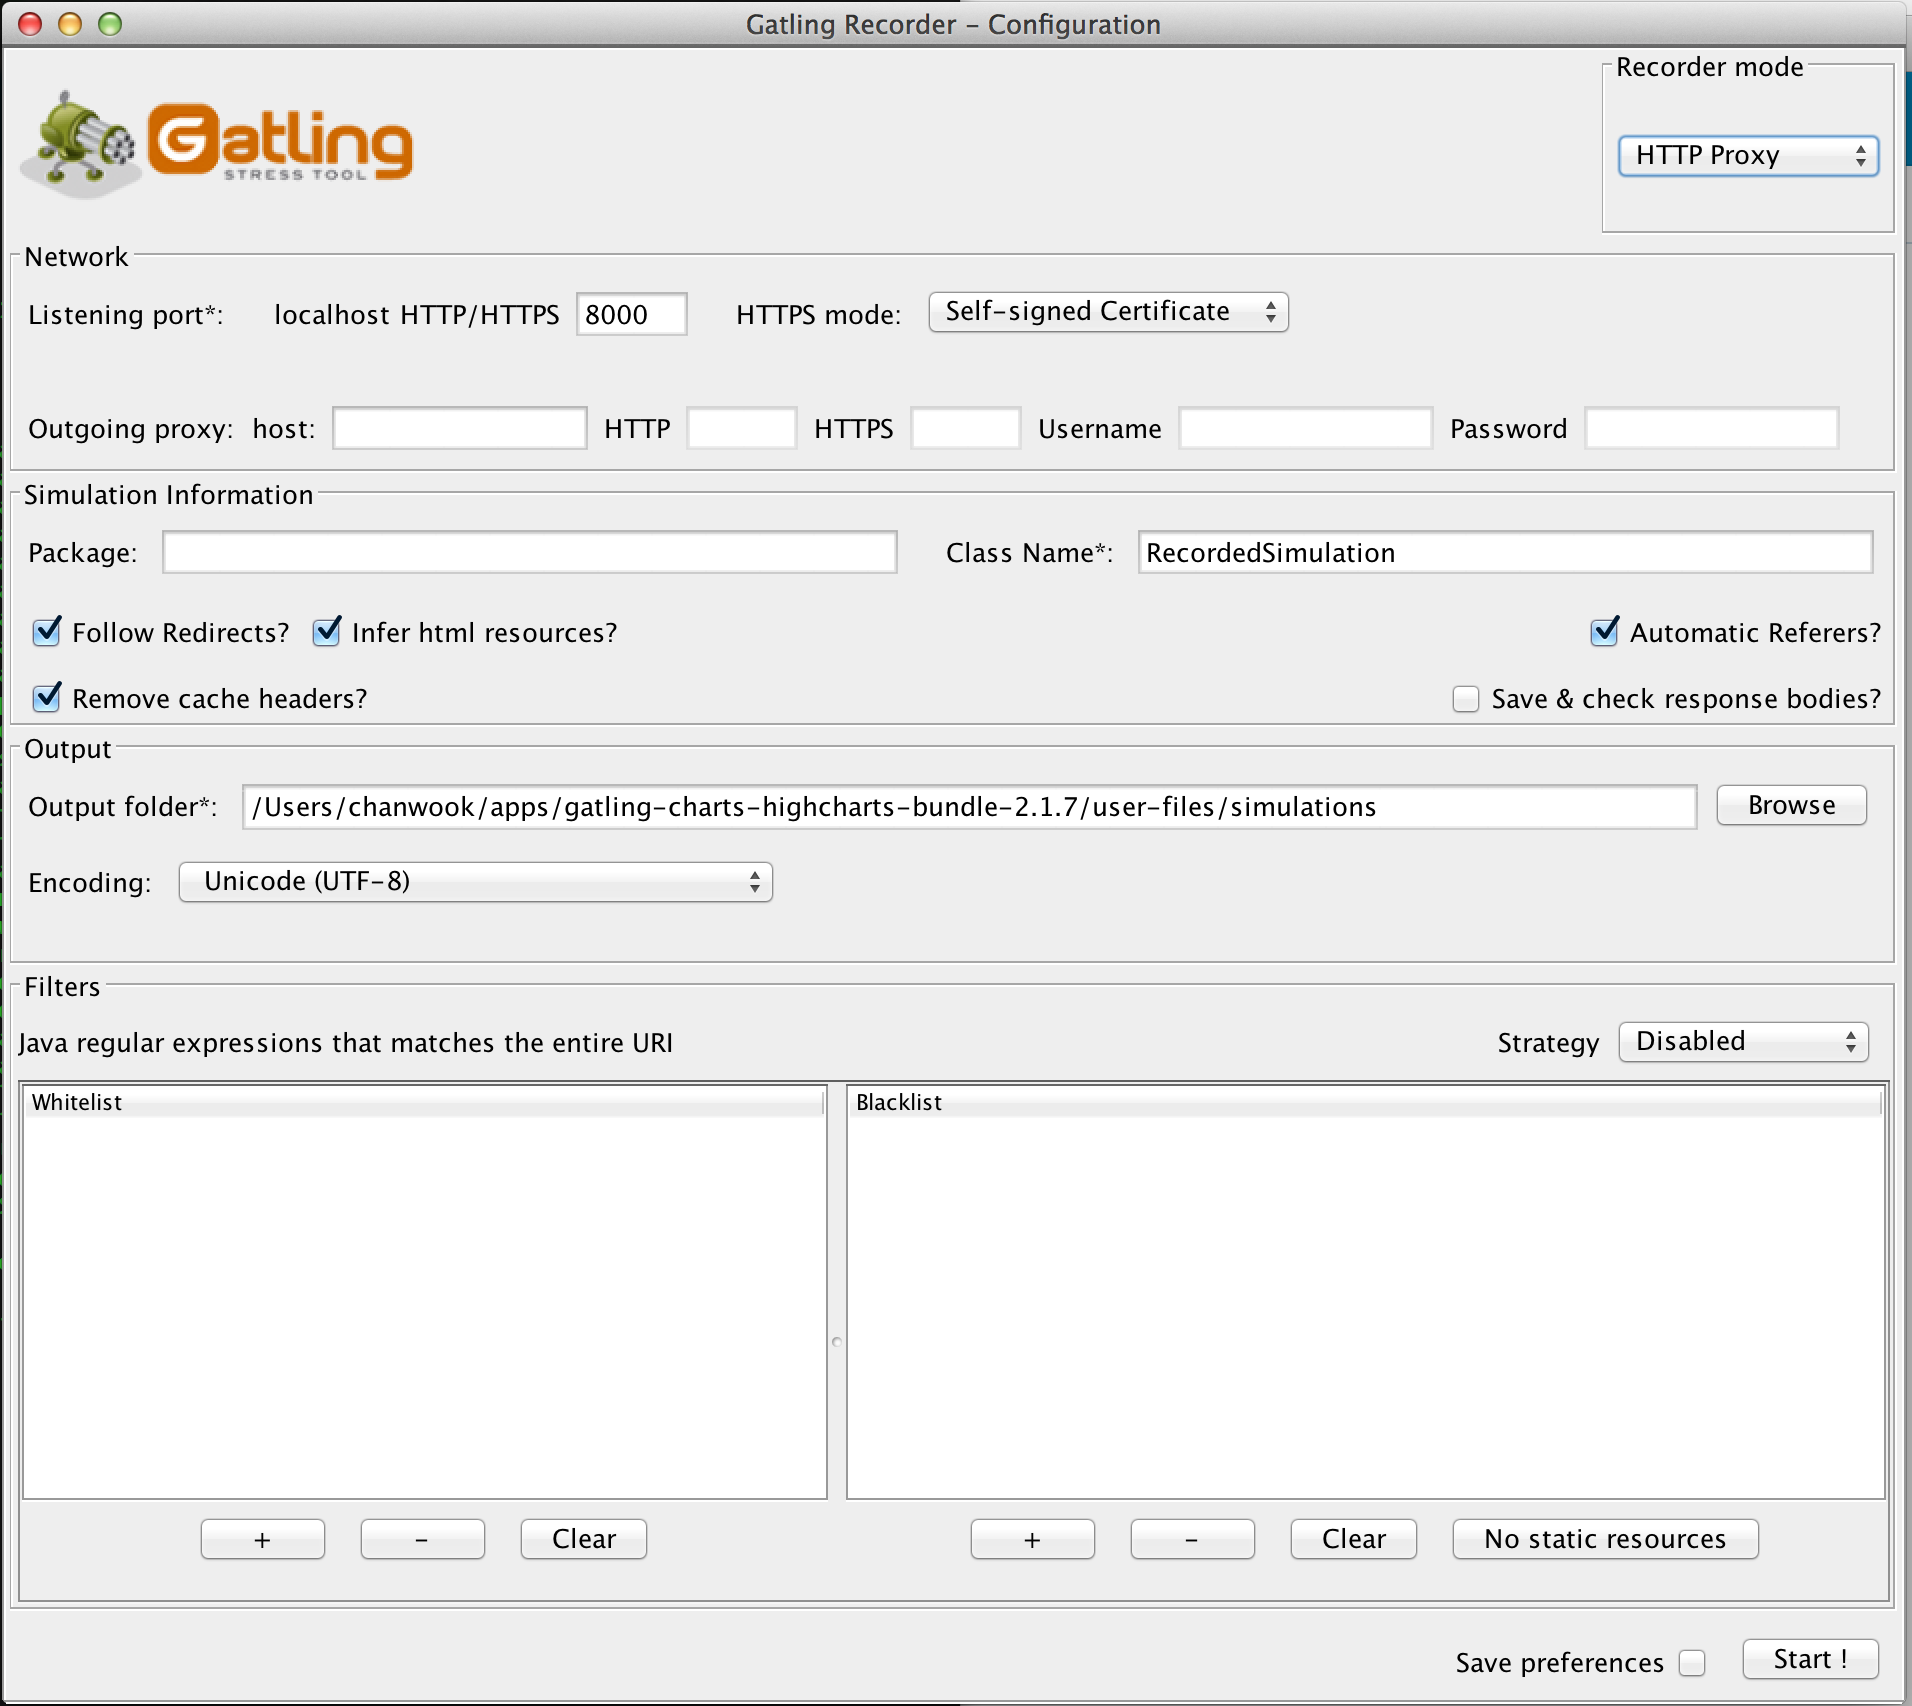 Gatling Recorder - Configuration
Recorder mode
Gatling
STRESS TOOL
HTTP Proxy
Network
Listening port*: localhost HTTP/HTTPS 8000 HTTPS mode: Self-signed Certificate
Outgoing proxy: host: HTTP HTTPS Username Password
Simulation Information
Package: Class Name*: RecordedSimulation
Follow Redirects? Infer html resources? Automatic Referers?
Remove cache headers? Save & check response bodies?
Output
Output folder*: /Users/chanwook/apps/gatling-charts-highcharts-bundle-2.1.7/user-files/simulations Browse
Encoding: Unicode (UTF-8)
Filters
Java regular expressions that matches the entire URI Strategy Disabled
Whitelist Blacklist
+ - Clear + - Clear No static resources
Save preferences Start !